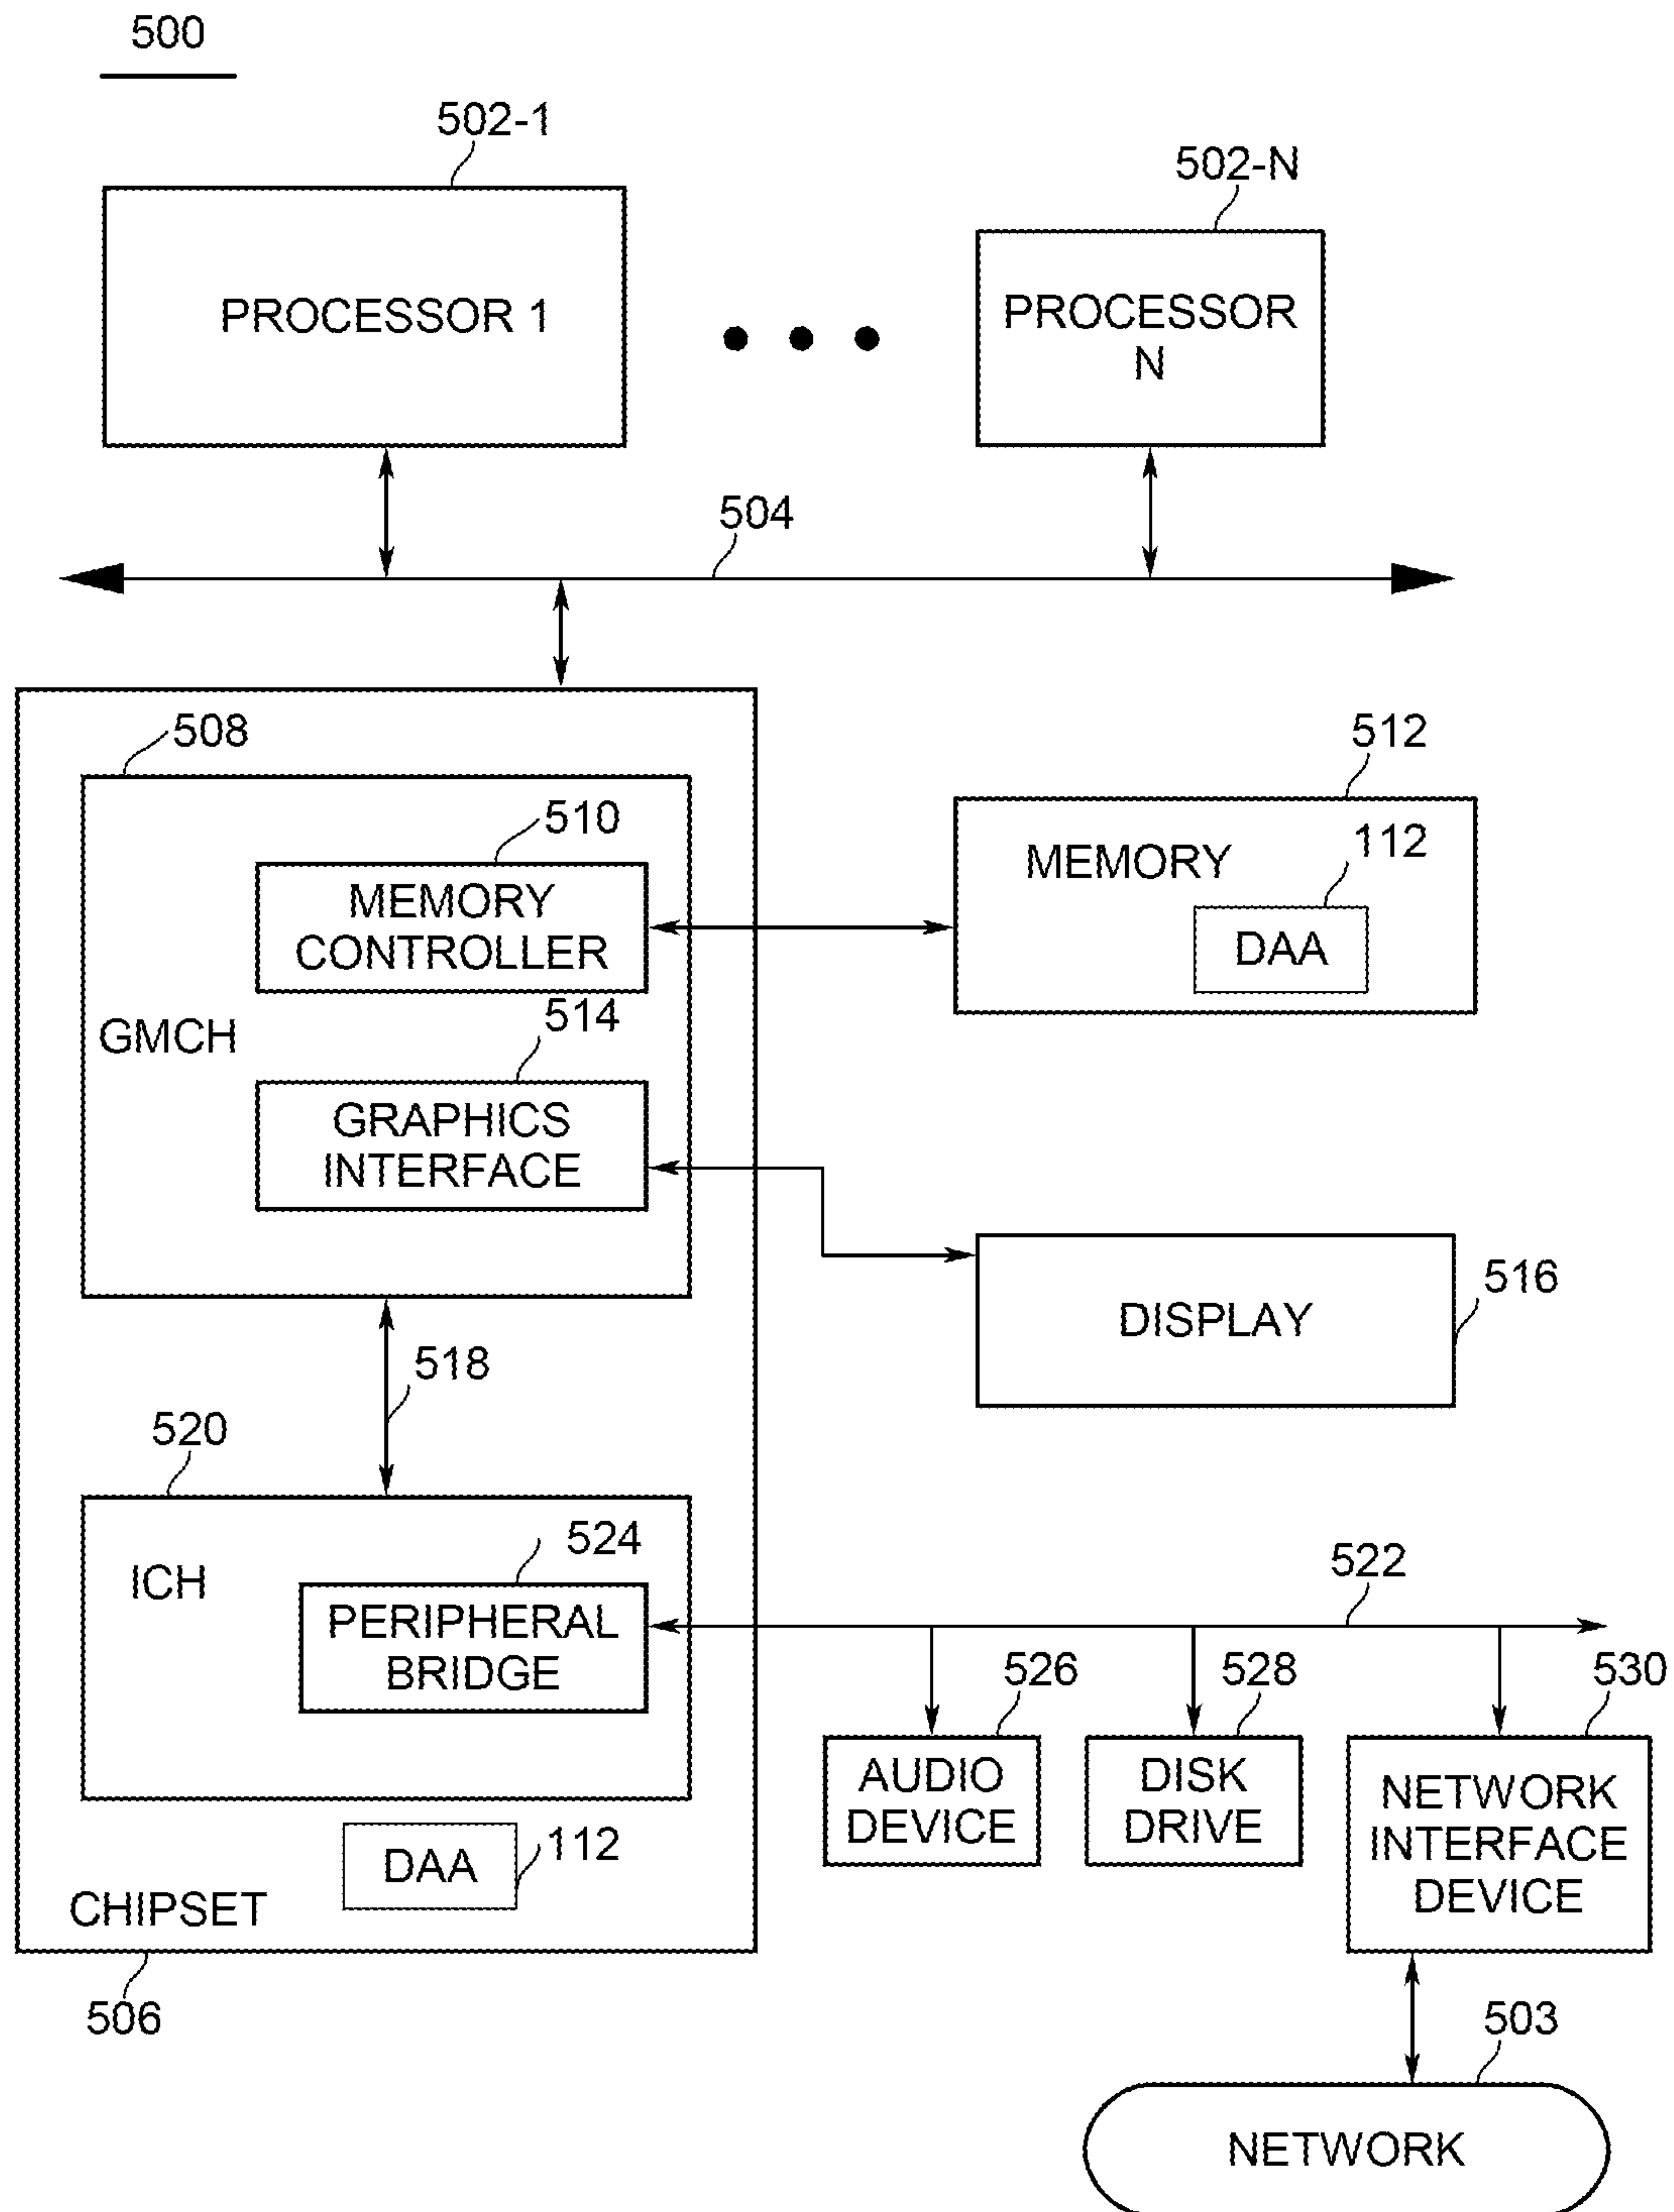 500
502-1
502-N
PROCESSOR 1
PROCESSOR
N
504
508
512
510
112
MEMORY
CONTROLLER
MEMORY
DAA
514
GMCH
GRAPHICS
INTERFACE
516
DISPLAY
518
520
524
ICH
522
PERIPHERAL
BRIDGE
526
528
530
AUDIO
DEVICE
DISK
DRIVE
NETWORK
INTERFACE
DEVICE
DAA
112
CHIPSET
506
503
NETWORK